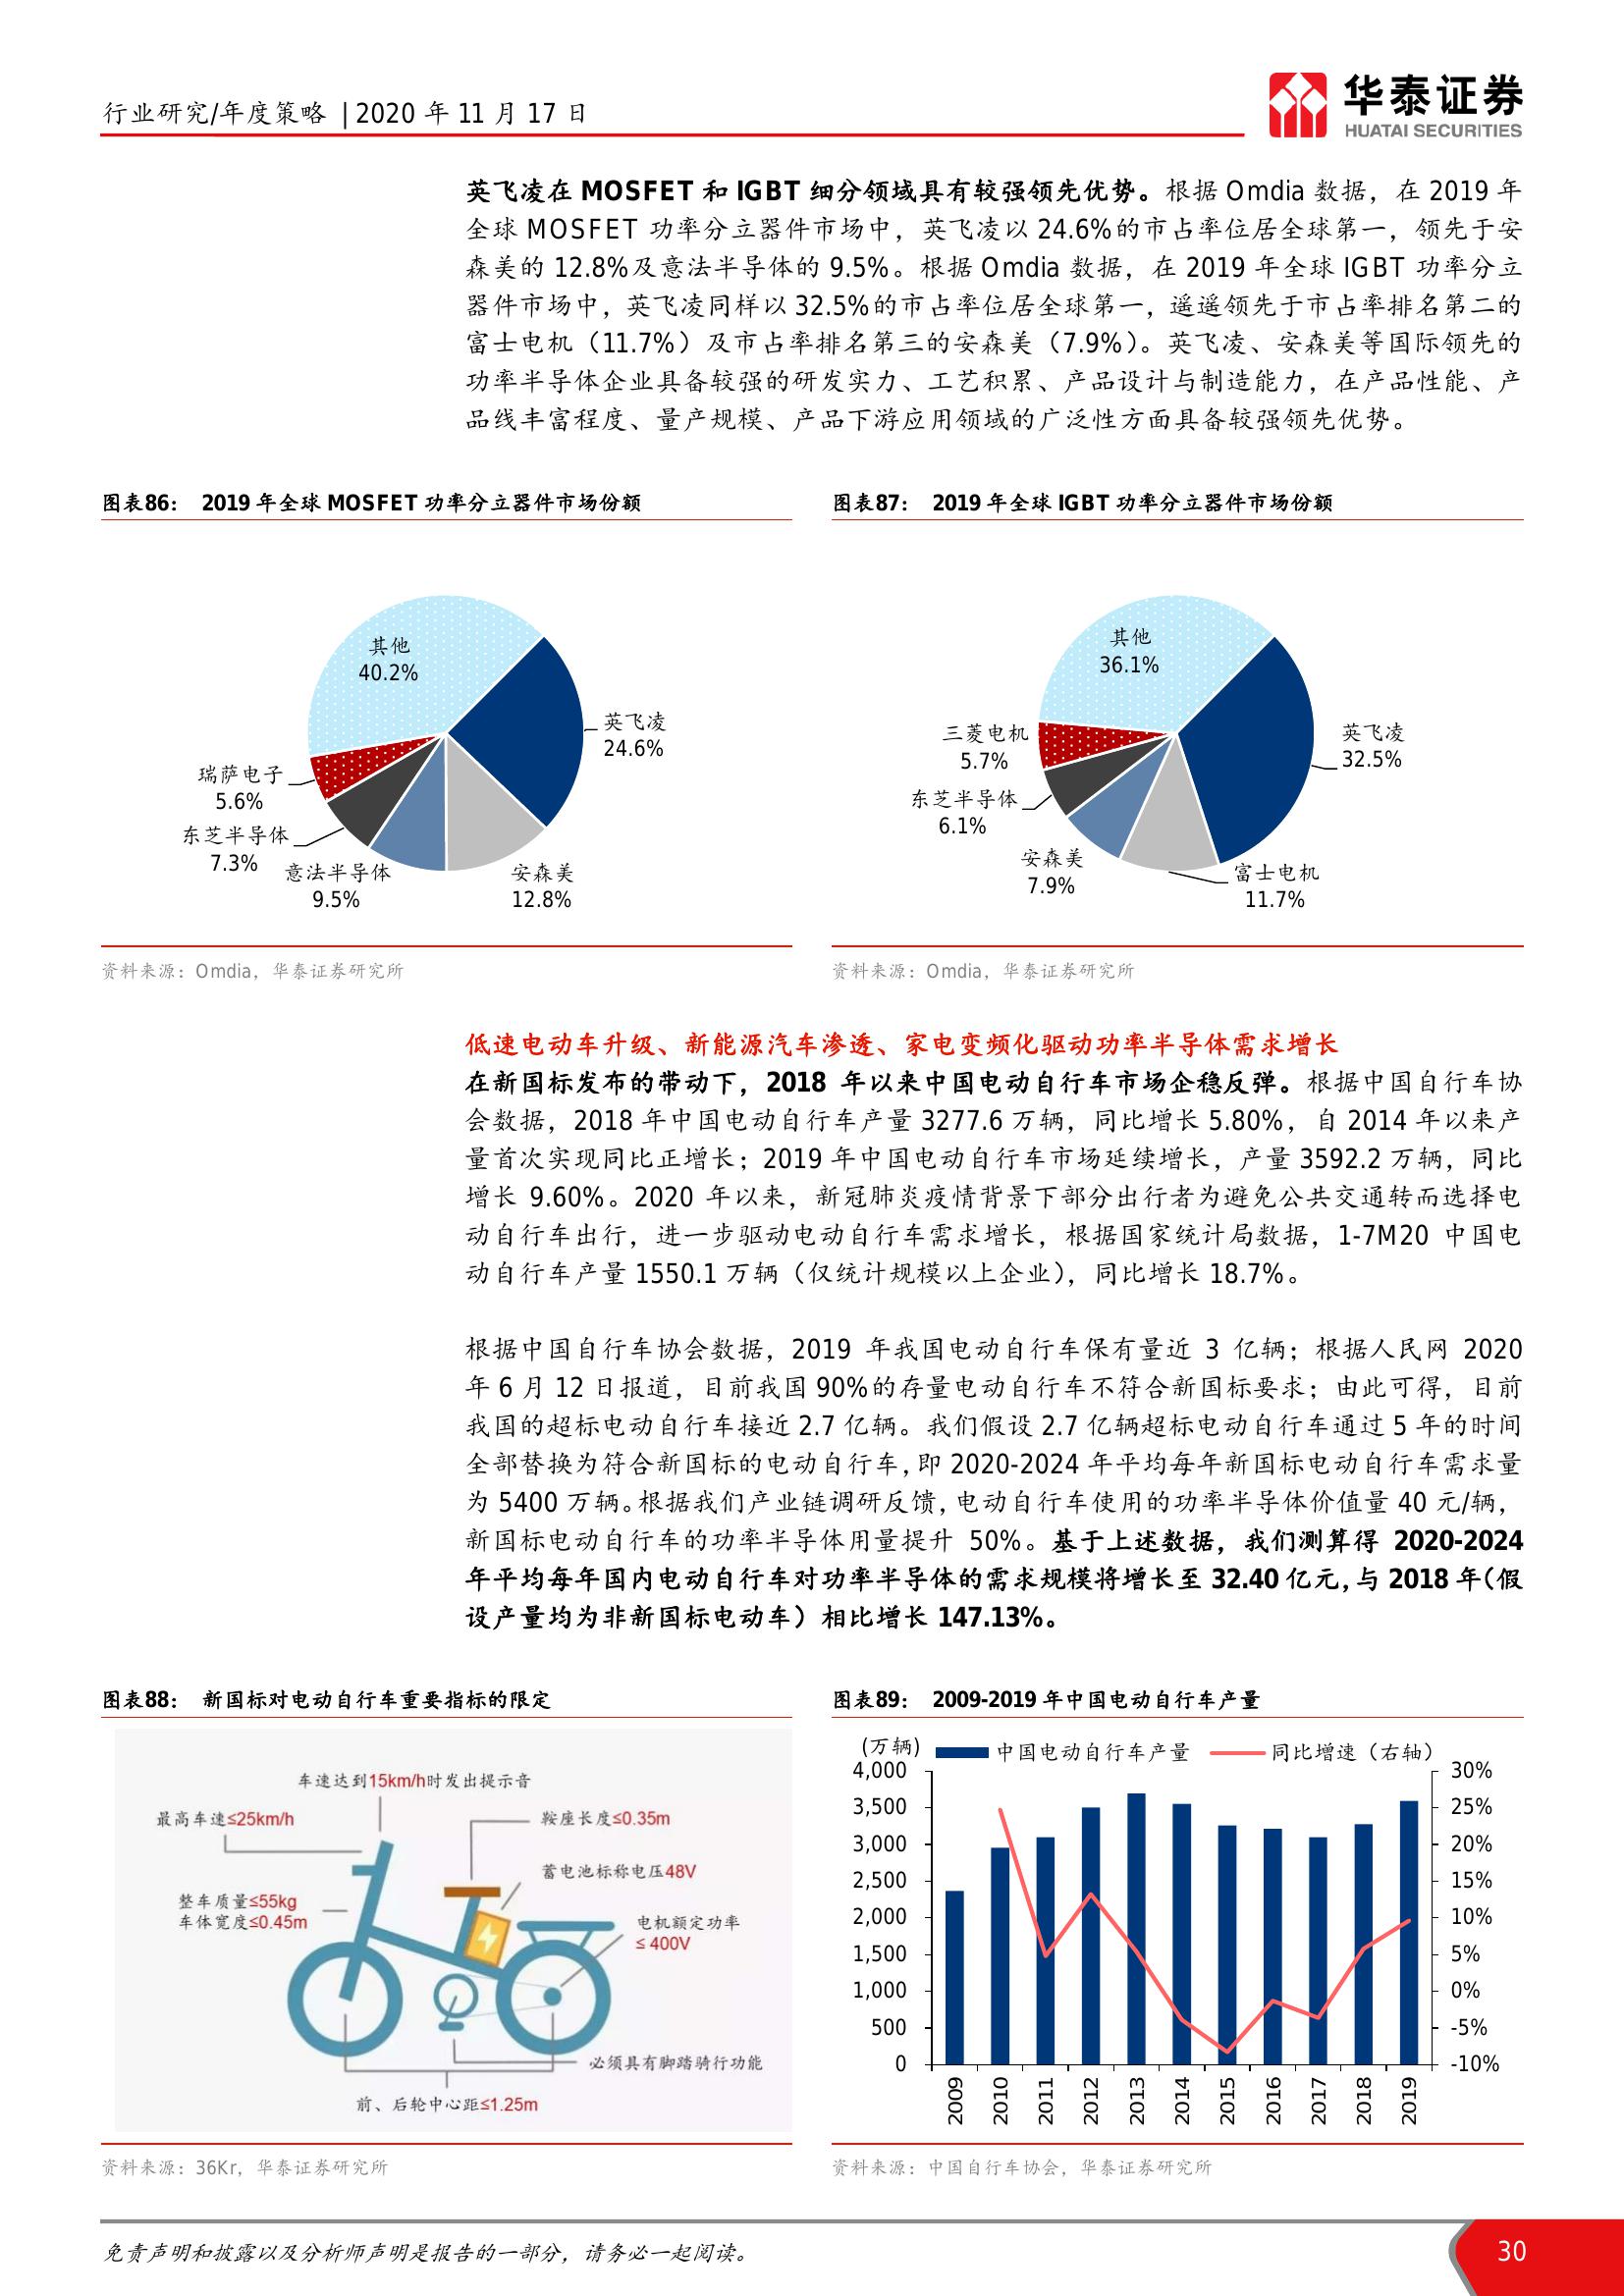 行业研究/年度策略 | 2020 年 11 月 17 日
华泰证券
HUATAI SECURITIES
英飞凌在 MOSFET 和 IGBT 细分领域具有较强领先优势。根据 Omdia 数据，在 2019 年
全球 MOSFET 功率分立器件市场中，英飞凌以 24.6%的市占率位居全球第一，领先于安
森美的 12.8%及意法半导体的 9.5%。根据 Omdia 数据，在 2019 年全球 IGBT 功率分立
器件市场中，英飞凌同样以 32.5%的市占率位居全球第一，遥遥领先于市占率排名第二的
富士电机（11.7%）及市占率排名第三的安森美（7.9%）。英飞凌、安森美等国际领先的
功率半导体企业具备较强的研发实力、工艺积累、产品设计与制造能力，在产品性能、产
品线丰富程度、量产规模、产品下游应用领域的广泛性方面具备较强领先优势。
图表86： 2019 年全球 MOSFET 功率分立器件市场份额
其他
40.2%
英飞凌
24.6%
瑞萨电子
5.6%
东芝半导体
7.3%
意法半导体
9.5%
安森美
12.8%
资料来源：Omdia，华泰证券研究所
图表87： 2019 年全球 IGBT 功率分立器件市场份额
其他
36.1%
三菱电机
5.7%
英飞凌
32.5%
东芝半导体
6.1%
安森美
7.9%
富士电机
11.7%
资料来源：Omdia，华泰证券研究所
低速电动车升级、新能源汽车渗透、家电变频化驱动功率半导体需求增长
在新国标发布的带动下，2018 年以来中国电动自行车市场企稳反弹。根据中国自行车协
会数据，2018 年中国电动自行车产量 3277.6 万辆，同比增长 5.80%，自 2014 年以来产
量首次实现同比正增长；2019 年中国电动自行车市场延续增长，产量 3592.2 万辆，同比
增长 9.60%。2020 年以来，新冠肺炎疫情背景下部分出行者为避免公共交通转而选择电
动自行车出行，进一步驱动电动自行车需求增长，根据国家统计局数据，1-7M20 中国电
动自行车产量 1550.1 万辆（仅统计规模以上企业），同比增长 18.7%。
根据中国自行车协会数据，2019 年我国电动自行车保有量近 3 亿辆；根据人民网 2020
年 6 月 12 日报道，目前我国 90%的存量电动自行车不符合新国标要求；由此可得，目前
我国的超标电动自行车接近 2.7 亿辆。我们假设 2.7 亿辆超标电动自行车通过 5 年的时间
全部替换为符合新国标的电动自行车，即 2020-2024 年平均每年新国标电动自行车需求量
为 5400 万辆。根据我们产业链调研反馈，电动自行车使用的功率半导体价值量 40 元/辆，
新国标电动自行车的功率半导体用量提升 50%。基于上述数据，我们测算得 2020-2024
年平均每年国内电动自行车对功率半导体的需求规模将增长至 32.40 亿元，与 2018 年（假
设产量均为非新国标电动车）相比增长 147.13%。
图表88： 新国标对电动自行车重要指标的限定
车速达到15km/h时发出提示音
最高车速≤25km/h
鞍座长度≤0.35m
蓄电池标称电压48V
整车质量≤55kg
车体宽度≤0.45m
电机额定功率
≤ 400V
必须具有脚踏骑行功能
前、后轮中心距≤1.25m
资料来源：36Kr，华泰证券研究所
图表89： 2009-2019 年中国电动自行车产量
(万辆) 中国电动自行车产量 同比增速（右轴）
4,000 30%
3,500 25%
3,000 20%
2,500 15%
2,000 10%
1,500 5%
1,000 0%
500 -5%
0 -10%
2009 2010 2011 2012 2013 2014 2015 2016 2017 2018 2019
资料来源：中国自行车协会，华泰证券研究所
免责声明和披露以及分析师声明是报告的一部分，请务必一起阅读。
30